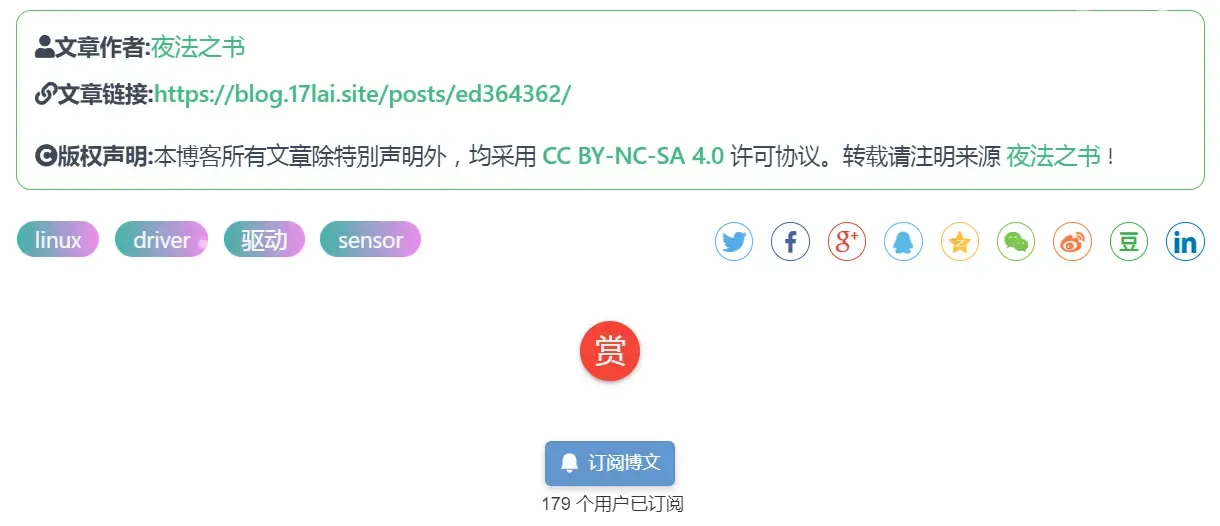 文章作者:夜法之书
文章链接:https://blog.17lai.site/posts/ed364362/
版权声明:本博客所有文章除特別声明外，均采用 CC BY-NC-SA 4.0 许可协议。转载请注明来源 夜法之书 !
linux driver 驱动 sensor 豆 in
赏
订阅博文
179 个用户已订阅